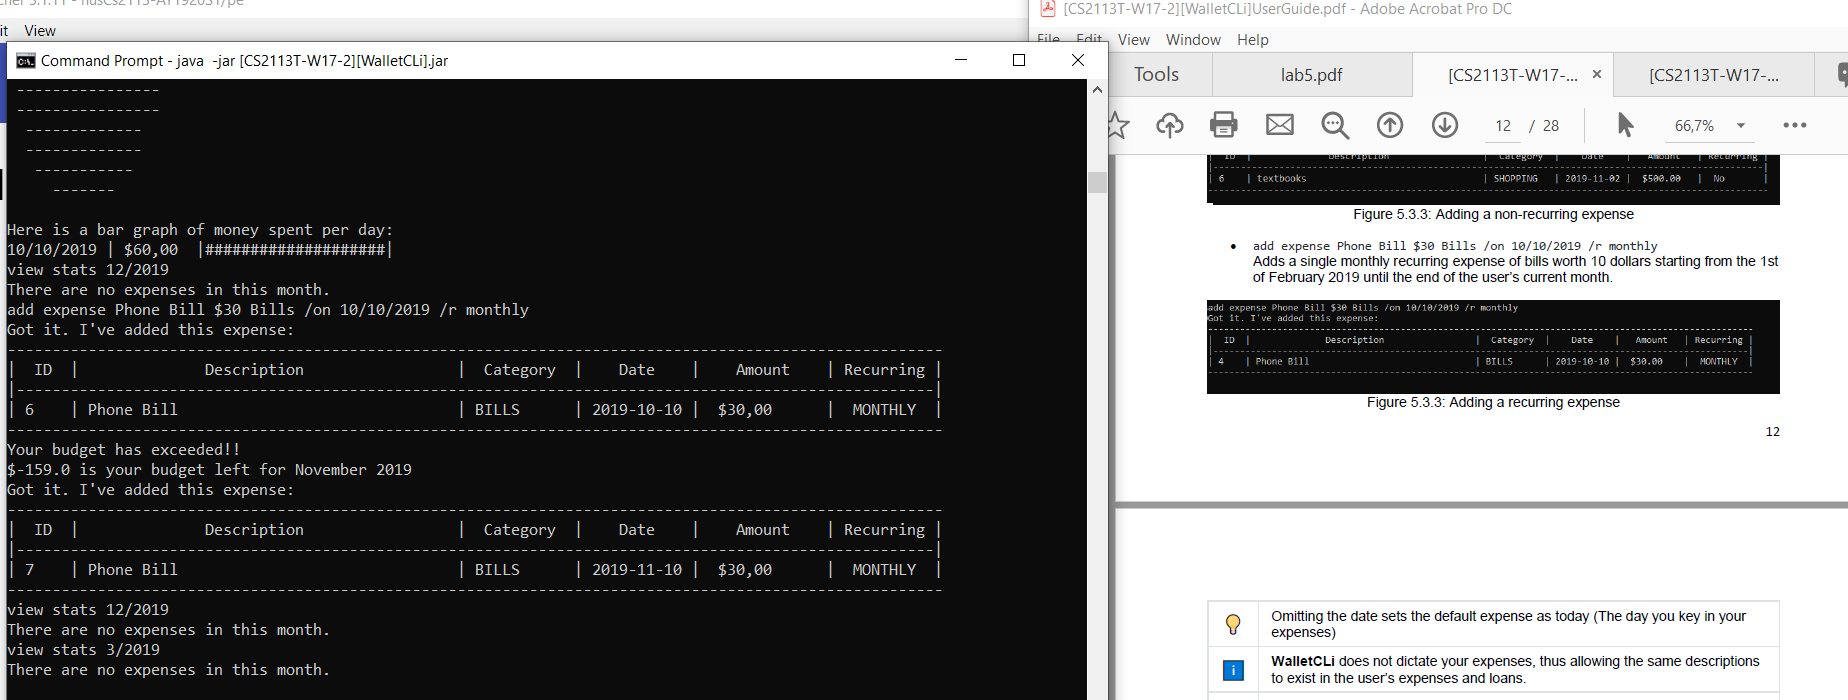 it View
Command Prompt - java -jar [CS2113T-W17-2][WalletCLi].jar
----------------
----------------
-------------
-------------
-----------
-------
Here is a bar graph of money spent per day:
10/10/2019 | $60,00 |####################|
view stats 12/2019
There are no expenses in this month.
add expense Phone Bill $30 Bills /on 10/10/2019 /r monthly
Got it. I've added this expense:
| ID | Description | Category | Date | Amount | Recurring |
| 6 | Phone Bill | BILLS | 2019-10-10 | $30,00 | MONTHLY |
Your budget has exceeded!!
$-159.0 is your budget left for November 2019
Got it. I've added this expense:
| ID | Description | Category | Date | Amount | Recurring |
| 7 | Phone Bill | BILLS | 2019-11-10 | $30,00 | MONTHLY |
view stats 12/2019
There are no expenses in this month.
view stats 3/2019
There are no expenses in this month.
[CS2113T-W17-2][WalletCLi]UserGuide.pdf - Adobe Acrobat Pro DC
File Edit View Window Help
Tools lab5.pdf [CS2113T-W17-... × [CS2113T-W17-...
12 / 28 66,7%
ID | Description | Category | Date | Amount | Recurring |
| 6 | textbooks | SHOPPING | 2019-11-02 | $500.00 | No |
Figure 5.3.3: Adding a non-recurring expense
• add expense Phone Bill $30 Bills /on 10/10/2019 /r monthly
Adds a single monthly recurring expense of bills worth 10 dollars starting from the 1st
of February 2019 until the end of the user's current month.
add expense Phone Bill $30 Bills /on 10/10/2019 /r monthly
Got it. I've added this expense:
| ID | Description | Category | Date | Amount | Recurring |
| 4 | Phone Bill | BILLS | 2019-10-10 | $30.00 | MONTHLY |
Figure 5.3.3: Adding a recurring expense
12
Omitting the date sets the default expense as today (The day you key in your
expenses)
WalletCLi does not dictate your expenses, thus allowing the same descriptions
to exist in the user's expenses and loans.